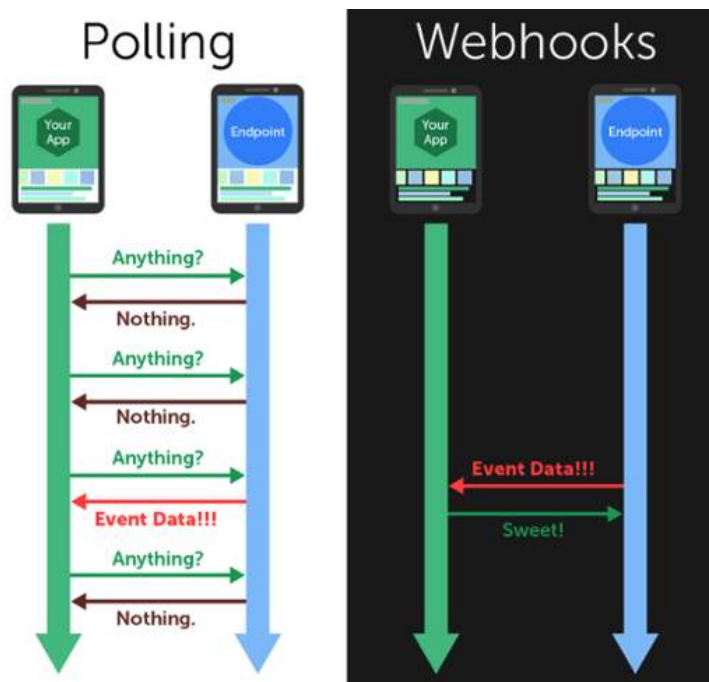 Polling
Your
App
Endpoint
Anything?
Nothing.
Anything?
Nothing.
Anything?
Event Data!!!
Anything?
Nothing.
Webhooks
Your
App
Endpoint
Event Data!!!
Sweet!